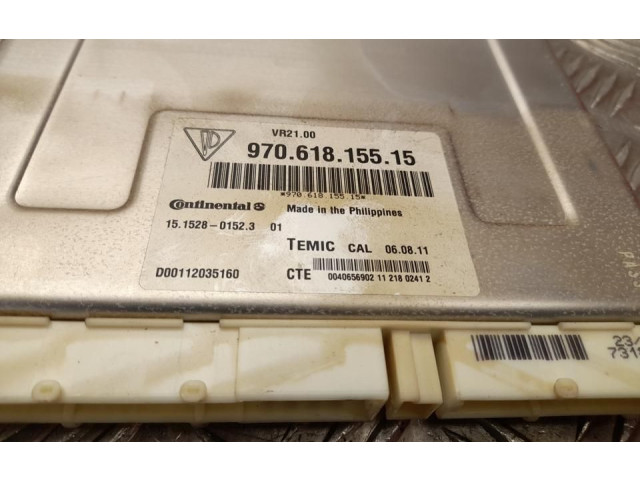 VR21.00
970.618.155.15
*970.618.155.15*
Continental
Made in the Philippines
15.1528-0152.3 01
TEMIC CAL 06.08.11
D00112035160
CTE
0040656902 11 218 0241 2
23/